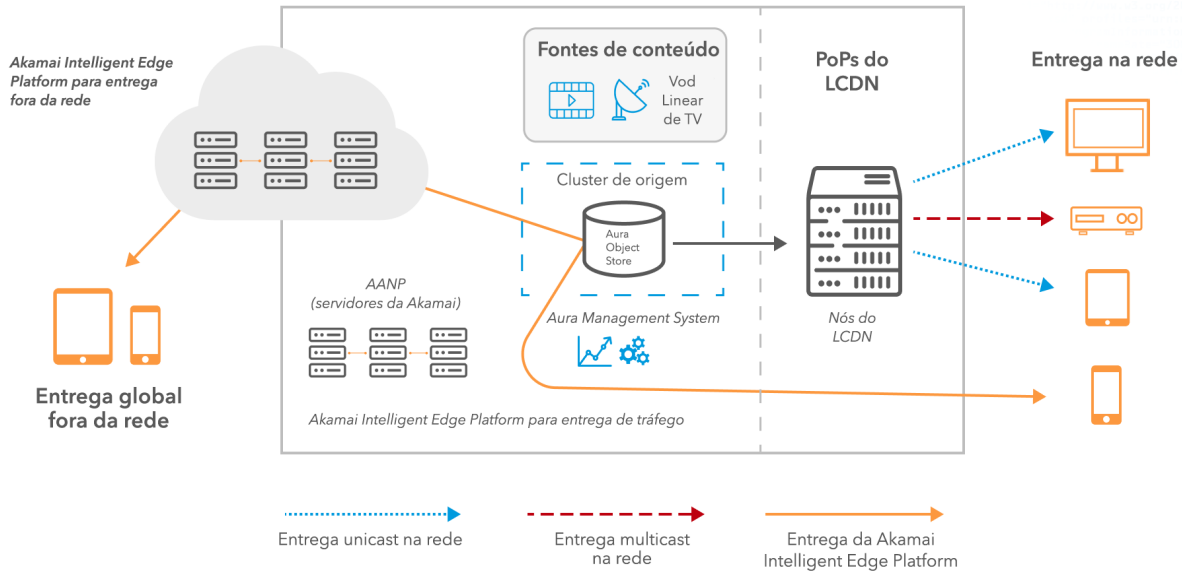 Akamai Intelligent Edge
Platform para entrega
fora da rede
Fontes de conteúdo
Vod
Linear
de TV
PoPs do
LCDN
Entrega na rede
Cluster de origem
Aura
Object
Store
AANP
(servidores da Akamai)
Aura Management System
Nós do
LCDN
Entrega global
fora da rede
Akamai Intelligent Edge Platform para entrega de tráfego
Entrega unicast na rede
Entrega multicast
na rede
Entrega da Akamai
Intelligent Edge Platform